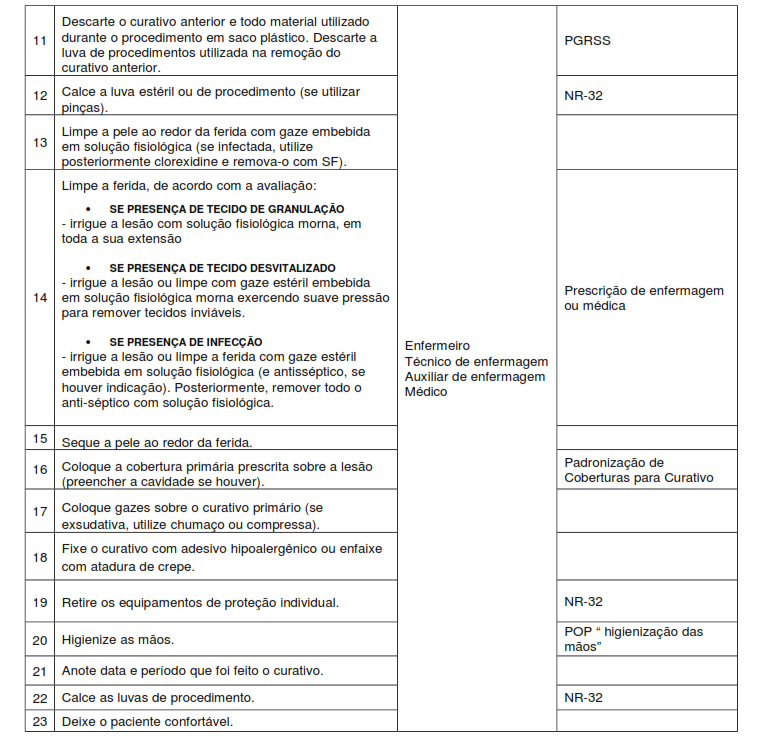 11
Descarte o curativo anterior e todo material utilizado
durante o procedimento em saco plástico. Descarte a
luva de procedimentos utilizada na remoção do
curativo anterior.
PGRSS
12
Calce a luva estéril ou de procedimento (se utilizar
pinças).
NR-32
13
Limpe a pele ao redor da ferida com gaze embebida
em solução fisiológica (se infectada, utilize
posteriormente clorexidine e remova-o com SF).
14
Limpe a ferida, de acordo com a avaliação:
• SE PRESENÇA DE TECIDO DE GRANULAÇÃO
- irrigue a lesão com solução fisiológica morna, em
toda a sua extensão
• SE PRESENÇA DE TECIDO DESVITALIZADO
- irrigue a lesão ou limpe com gaze estéril embebida
em solução fisiológica morna exercendo suave pressão
para remover tecidos inviáveis.
• SE PRESENÇA DE INFECÇÃO
- irrigue a lesão ou limpe a ferida com gaze estéril
embebida em solução fisiológica (e antisséptico, se
houver indicação). Posteriormente, remover todo o
anti-séptico com solução fisiológica.
Enfermeiro
Técnico de enfermagem
Auxiliar de enfermagem
Médico
Prescrição de enfermagem
ou médica
15
Seque a pele ao redor da ferida.
16
Coloque a cobertura primária prescrita sobre a lesão
(preencher a cavidade se houver).
Padronização de
Coberturas para Curativo
17
Coloque gazes sobre o curativo primário (se
exsudativa, utilize chumaço ou compressa).
18
Fixe o curativo com adesivo hipoalergênico ou enfaixe
com atadura de crepe.
19
Retire os equipamentos de proteção individual.
NR-32
20
Higienize as mãos.
POP “ higienização das
mãos”
21
Anote data e período que foi feito o curativo.
22
Calce as luvas de procedimento.
NR-32
23
Deixe o paciente confortável.